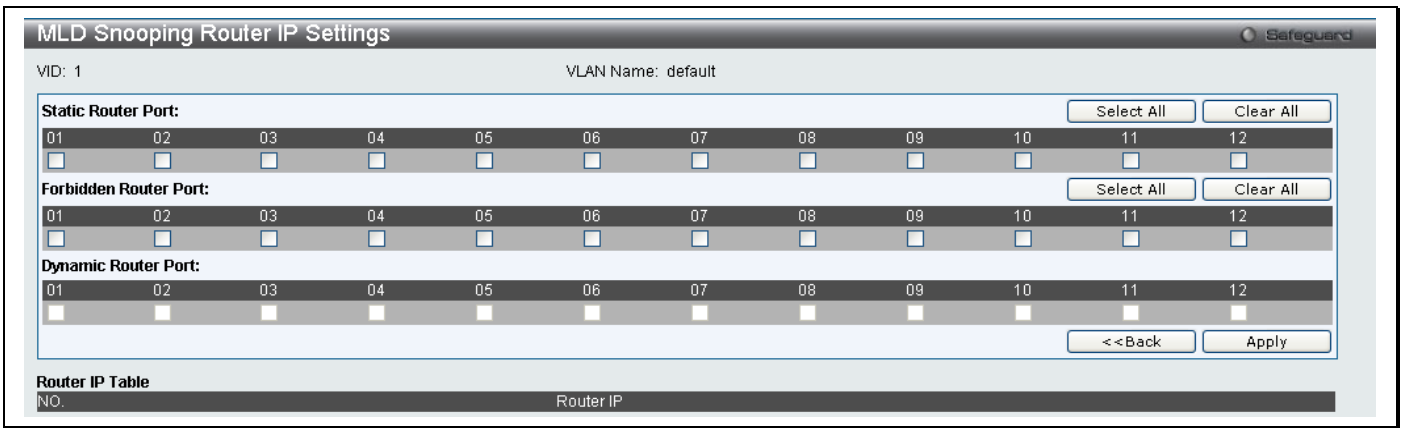 MLD Snooping Router IP Settings Safeguard
VID: 1 VLAN Name: default
Static Router Port: Select All Clear All
01 02 03 04 05 06 07 08 09 10 11 12
Forbidden Router Port: Select All Clear All
01 02 03 04 05 06 07 08 09 10 11 12
Dynamic Router Port:
01 02 03 04 05 06 07 08 09 10 11 12
<<Back Apply
Router IP Table
NO. Router IP